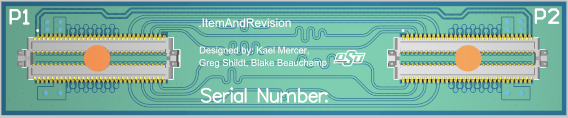 P1
P2
.ItemAndRevision
Designed by: Kael Mercer,
Greg Shildt, Blake Beauchamp
OSU
Serial Number: